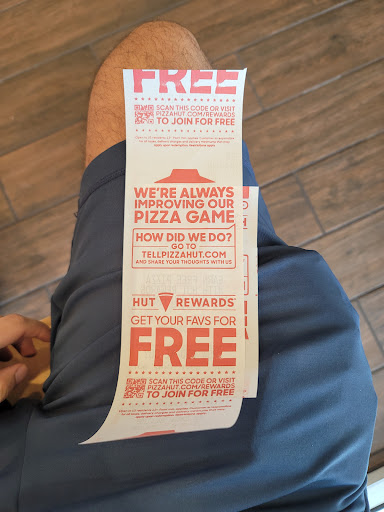 FREE
SCAN THIS CODE OR VISIT
PIZZAHUT.COM/REWARDS
TO JOIN FOR FREE
WE'RE ALWAYS
IMPROVING OUR
PIZZA GAME
HOW DID WE DO?
GO TO
TELLPIZZAHUT.COM
AND SHARE YOUR THOUGHTS WITH US
HUT REWARDS
GET YOUR FAVS FOR
FREE
SCAN THIS CODE OR VISIT
PIZZAHUT.COM/REWARDS
TO JOIN FOR FREE